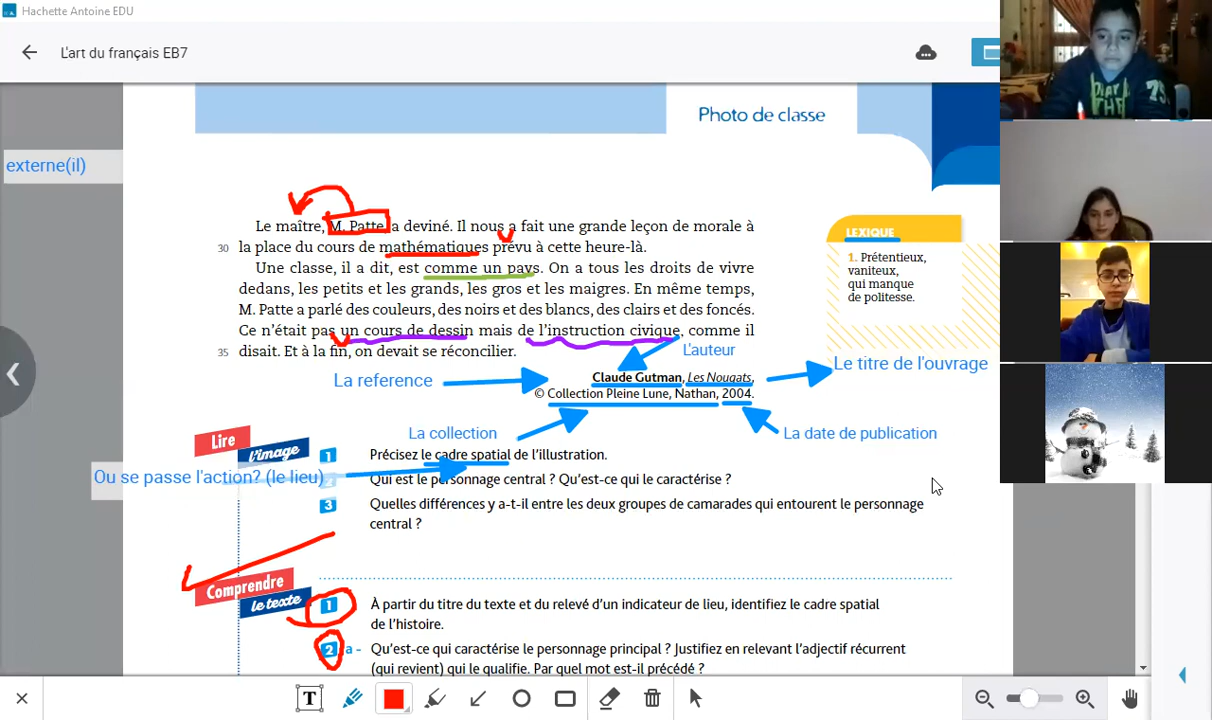 Hachette Antoine EDU
L'art du français EB7
Photo de classe
externe(il)
Le maître, M. Patte a deviné. Il nous a fait une grande leçon de morale à
30 la place du cours de mathématiques prévu à cette heure-là.
Une classe, il a dit, est comme un pays. On a tous les droits de vivre
dedans, les petits et les grands, les gros et les maigres. En même temps,
M. Patte a parlé des couleurs, des noirs et des blancs, des clairs et des foncés.
Ce n'était pas un cours de dessin mais de l'instruction civique, comme il
35 disait. Et à la fin, on devait se réconcilier.
LEXIQUE
1. Prétentieux,
vaniteux,
qui manque
de politesse.
L'auteur
Le titre de l'ouvrage
La reference
Claude Gutman, Les Nougats,
© Collection Pleine Lune, Nathan, 2004.
La collection
La date de publication
Lire
l'image
1 Précisez le cadre spatial de l'illustration.
Ou se passe l'action? (le lieu)
2 Qui est le personnage central ? Qu'est-ce qui le caractérise ?
3 Quelles différences y a-t-il entre les deux groupes de camarades qui entourent le personnage
central ?
Comprendre
le texte
1 À partir du titre du texte et du relevé d'un indicateur de lieu, identifiez le cadre spatial
de l'histoire.
2 a - Qu'est-ce qui caractérise le personnage principal ? Justifiez en relevant l'adjectif récurrent
(qui revient) qui le qualifie. Par quel mot est-il précédé ?
T